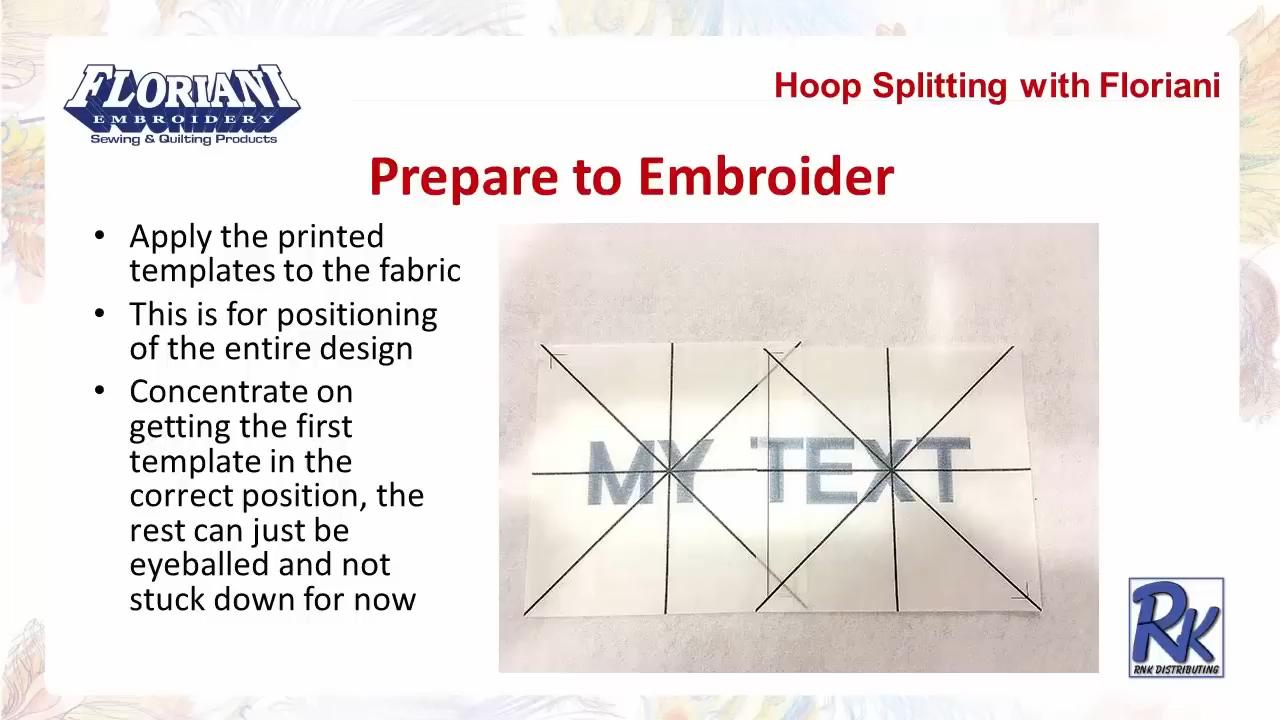 FLORIANI
EMBROIDERY
Sewing & Quilting Products
Hoop Splitting with Floriani
Prepare to Embroider
• Apply the printed
templates to the fabric
• This is for positioning
of the entire design
• Concentrate on
getting the first
template in the
correct position, the
rest can just be
eyeballed and not
stuck down for now
MY TEXT
RK
RNK DISTRIBUTING